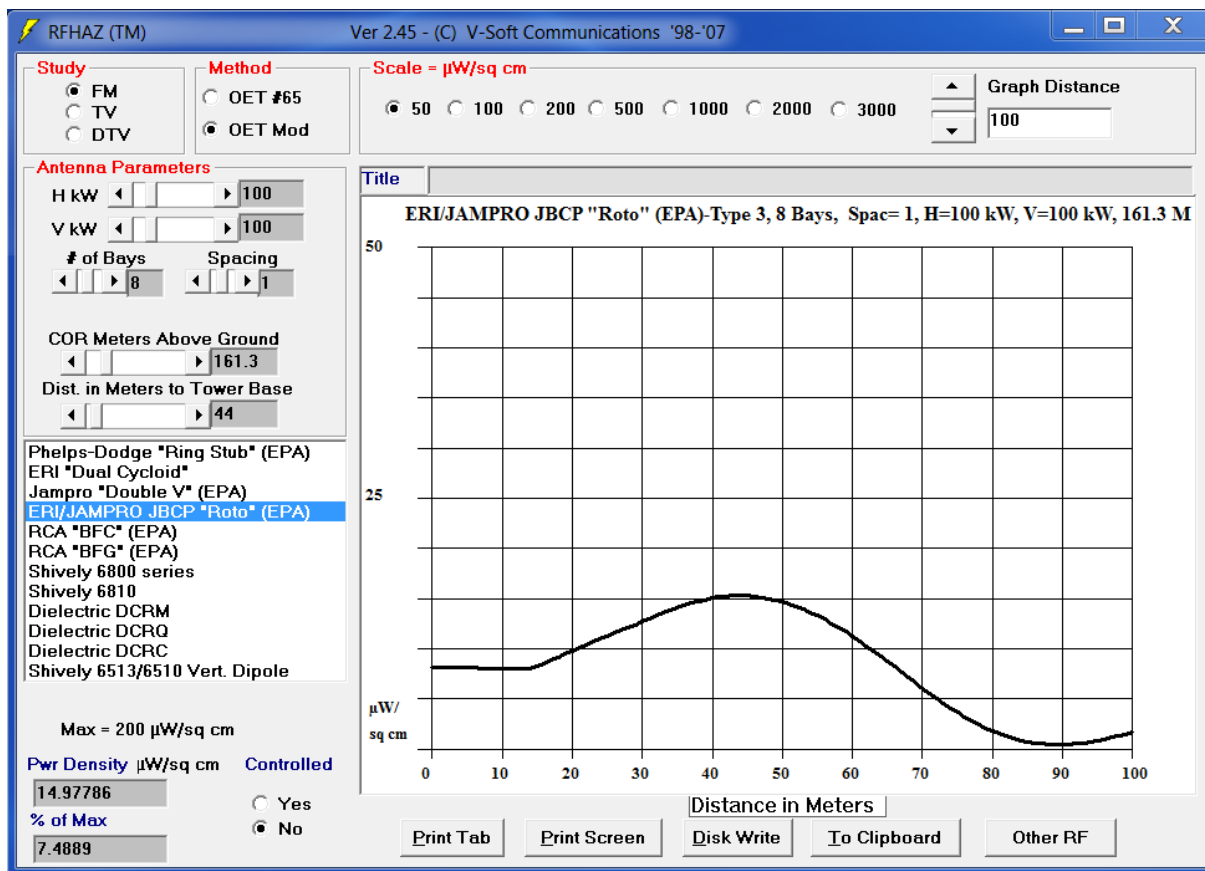 RFHAZ (TM) Ver 2.45 - (C) V-Soft Communications '98-'07
Study
FM
TV
DTV
Method
OET #65
OET Mod
Scale = µW/sq cm
50 100 200 500 1000 2000 3000
Graph Distance
100
Antenna Parameters
H kW 100
V kW 100
# of Bays Spacing
8 1
COR Meters Above Ground
161.3
Dist. in Meters to Tower Base
44
Phelps-Dodge "Ring Stub" (EPA)
ERI "Dual Cycloid"
Jampro "Double V" (EPA)
ERI/JAMPRO JBCP "Roto" (EPA)
RCA "BFC" (EPA)
RCA "BFG" (EPA)
Shively 6800 series
Shively 6810
Dielectric DCRM
Dielectric DCRQ
Dielectric DCRC
Shively 6513/6510 Vert. Dipole
Max = 200 µW/sq cm
Pwr Density µW/sq cm
14.97786
% of Max
7.4889
Controlled
Yes
No
Title
ERI/JAMPRO JBCP "Roto" (EPA)-Type 3, 8 Bays, Spac= 1, H=100 kW, V=100 kW, 161.3 M
50
25
µW/
sq cm
0 10 20 30 40 50 60 70 80 90 100
Distance in Meters
Print Tab Print Screen Disk Write To Clipboard Other RF